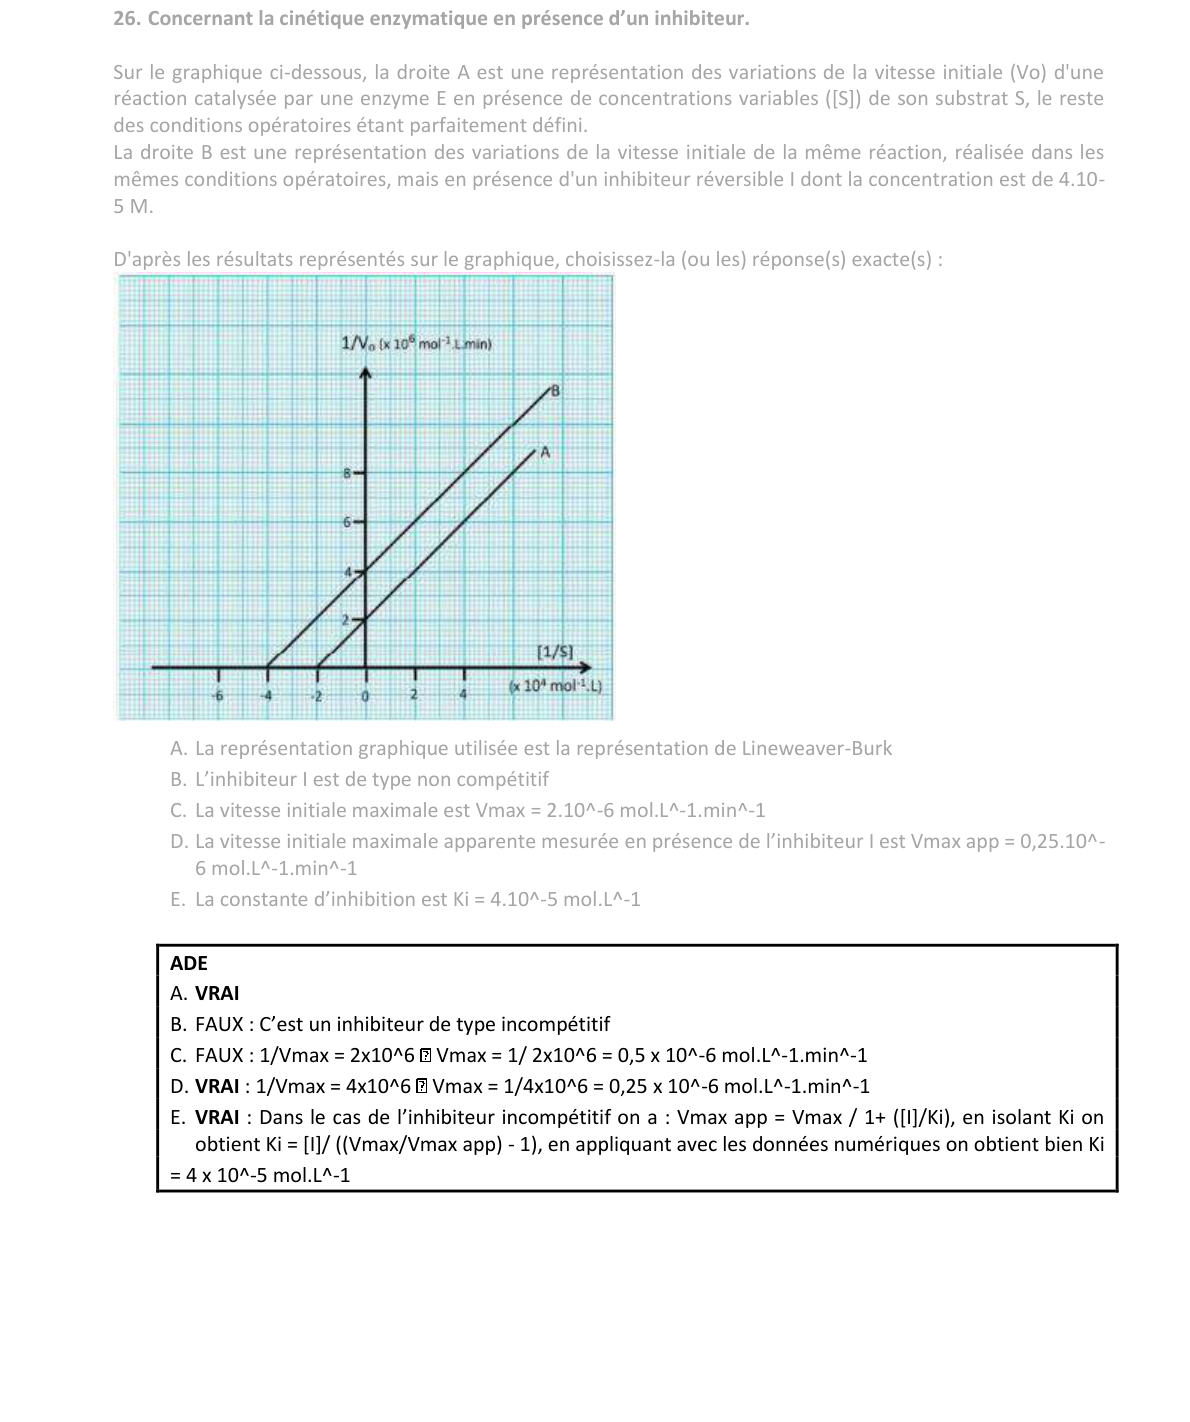 26. Concernant la cinétique enzymatique en présence d’un inhibiteur.
Sur le graphique ci-dessous, la droite A est une représentation des variations de la vitesse initiale (Vo) d'une
réaction catalysée par une enzyme E en présence de concentrations variables ([S]) de son substrat S, le reste
des conditions opératoires étant parfaitement défini.
La droite B est une représentation des variations de la vitesse initiale de la même réaction, réalisée dans les
mêmes conditions opératoires, mais en présence d'un inhibiteur réversible I dont la concentration est de 4.10-
5 M.
D'après les résultats représentés sur le graphique, choisissez-la (ou les) réponse(s) exacte(s) :
1/V₀ (x 10⁶ mol⁻¹.L.min)
B
A
8
6
4
2
[1/S]
(x 10⁴ mol⁻¹.L)
-6 -4 -2 0 2 4
A. La représentation graphique utilisée est la représentation de Lineweaver-Burk
B. L’inhibiteur I est de type non compétitif
C. La vitesse initiale maximale est Vmax = 2.10^-6 mol.L^-1.min^-1
D. La vitesse initiale maximale apparente mesurée en présence de l’inhibiteur I est Vmax app = 0,25.10^-
6 mol.L^-1.min^-1
E. La constante d’inhibition est Ki = 4.10^-5 mol.L^-1
ADE
A. VRAI
B. FAUX : C’est un inhibiteur de type incompétitif
C. FAUX : 1/Vmax = 2x10^6 ⍰ Vmax = 1/ 2x10^6 = 0,5 x 10^-6 mol.L^-1.min^-1
D. VRAI : 1/Vmax = 4x10^6 ⍰ Vmax = 1/4x10^6 = 0,25 x 10^-6 mol.L^-1.min^-1
E. VRAI : Dans le cas de l’inhibiteur incompétitif on a : Vmax app = Vmax / 1+ ([I]/Ki), en isolant Ki on
obtient Ki = [I]/ ((Vmax/Vmax app) - 1), en appliquant avec les données numériques on obtient bien Ki
= 4 x 10^-5 mol.L^-1